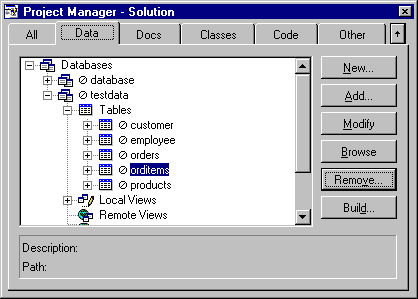 Project Manager - Solution
All Data Docs Classes Code Other
Databases
database
testdata
Tables
customer
employee
orders
orditems
products
Local Views
Remote Views
New...
Add...
Modify
Browse
Remove...
Build...
Description:
Path: